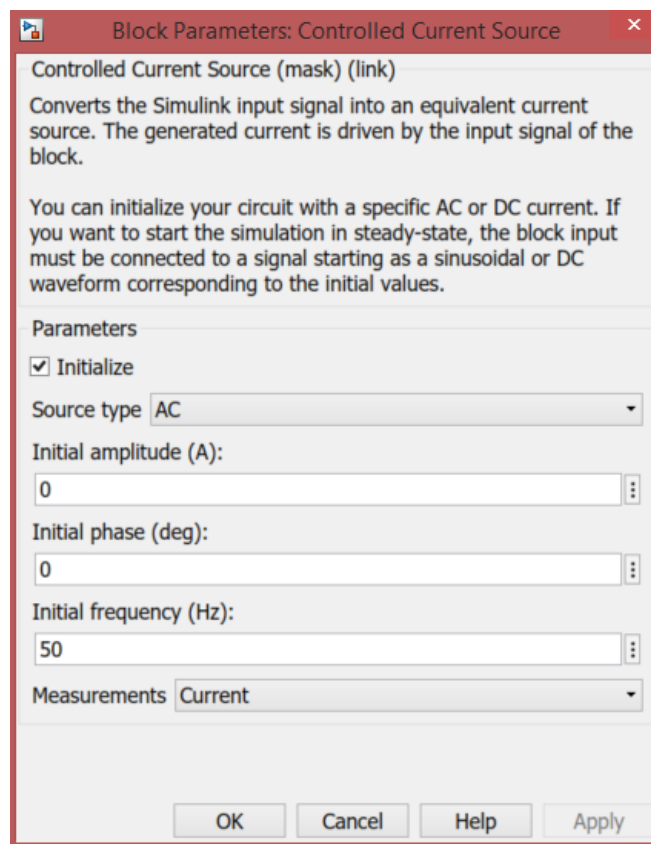 Block Parameters: Controlled Current Source
Controlled Current Source (mask) (link)
Converts the Simulink input signal into an equivalent current
source. The generated current is driven by the input signal of the
block.
You can initialize your circuit with a specific AC or DC current. If
you want to start the simulation in steady-state, the block input
must be connected to a signal starting as a sinusoidal or DC
waveform corresponding to the initial values.
Parameters
Initialize
Source type AC
Initial amplitude (A):
0
Initial phase (deg):
0
Initial frequency (Hz):
50
Measurements Current
OK Cancel Help Apply